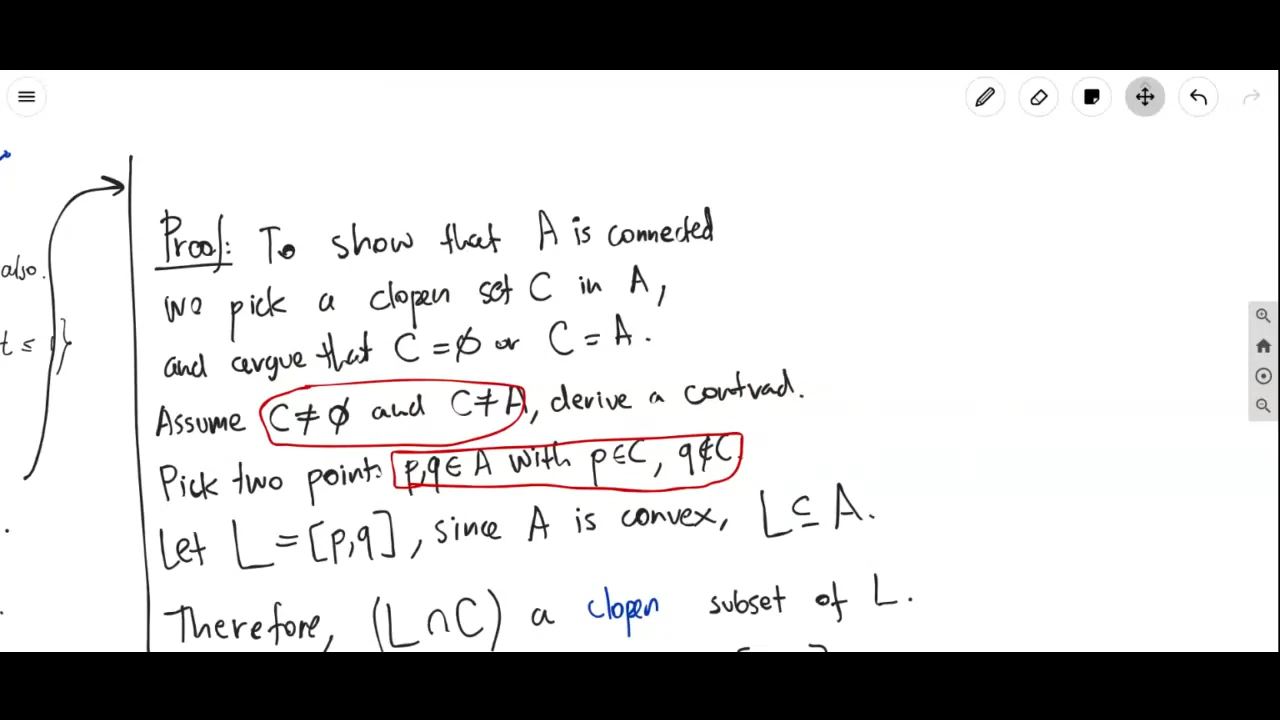 also.
t ≤ 1}
Proof: To show that A is connected
we pick a clopen set C in A,
and argue that C = ∅ or C = A.
Assume C ≠ ∅ and C ≠ A, derive a contrad.
Pick two points p,q ∈ A with p ∈ C, q ∉ C.
Let L = [p,q], since A is convex, L ⊆ A.
Therefore, (L ∩ C) a clopen subset of L.